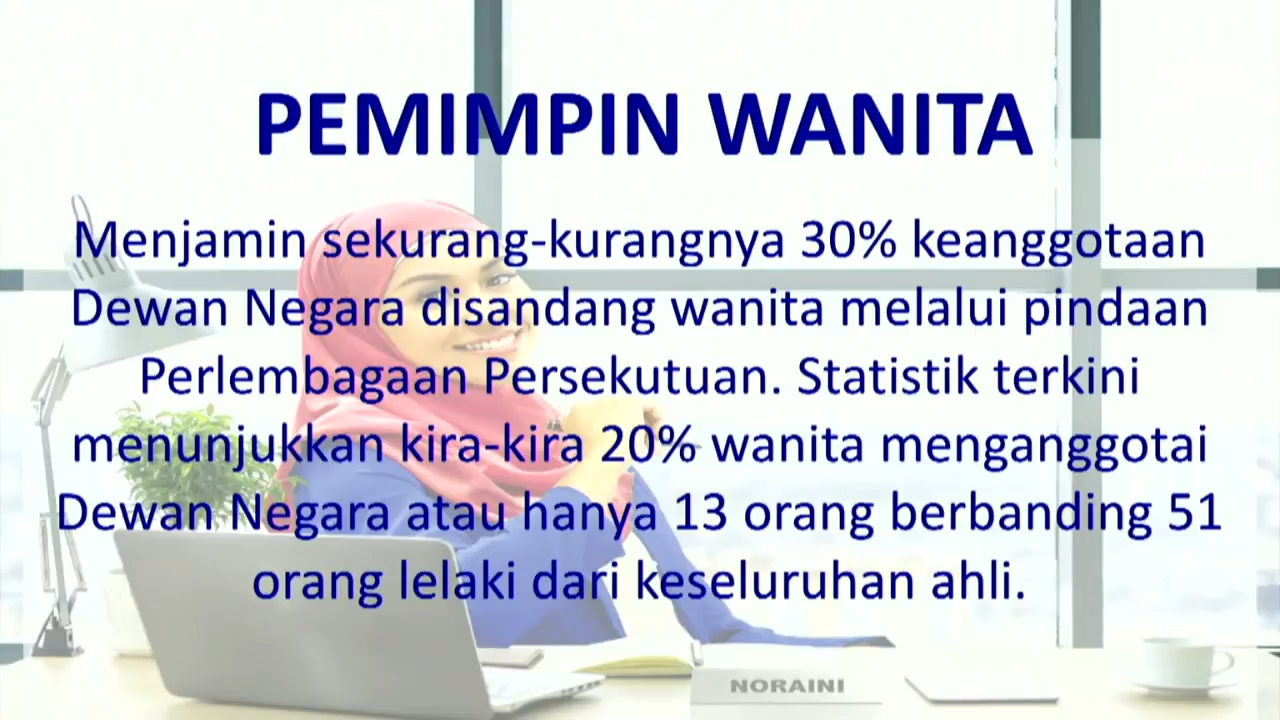 PEMIMPIN WANITA
Menjamin sekurang-kurangnya 30% keanggotaan
Dewan Negara disandang wanita melalui pindaan
Perlembagaan Persekutuan. Statistik terkini
menunjukkan kira-kira 20% wanita menganggotai
Dewan Negara atau hanya 13 orang berbanding 51
orang lelaki dari keseluruhan ahli.
NORAINI